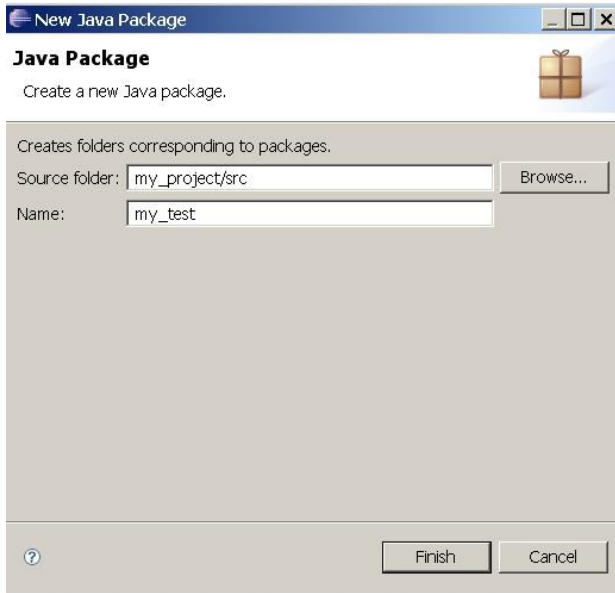 New Java Package
Java Package
Create a new Java package.
Creates folders corresponding to packages.
Source folder: my_project/src Browse...
Name: my_test
Finish Cancel